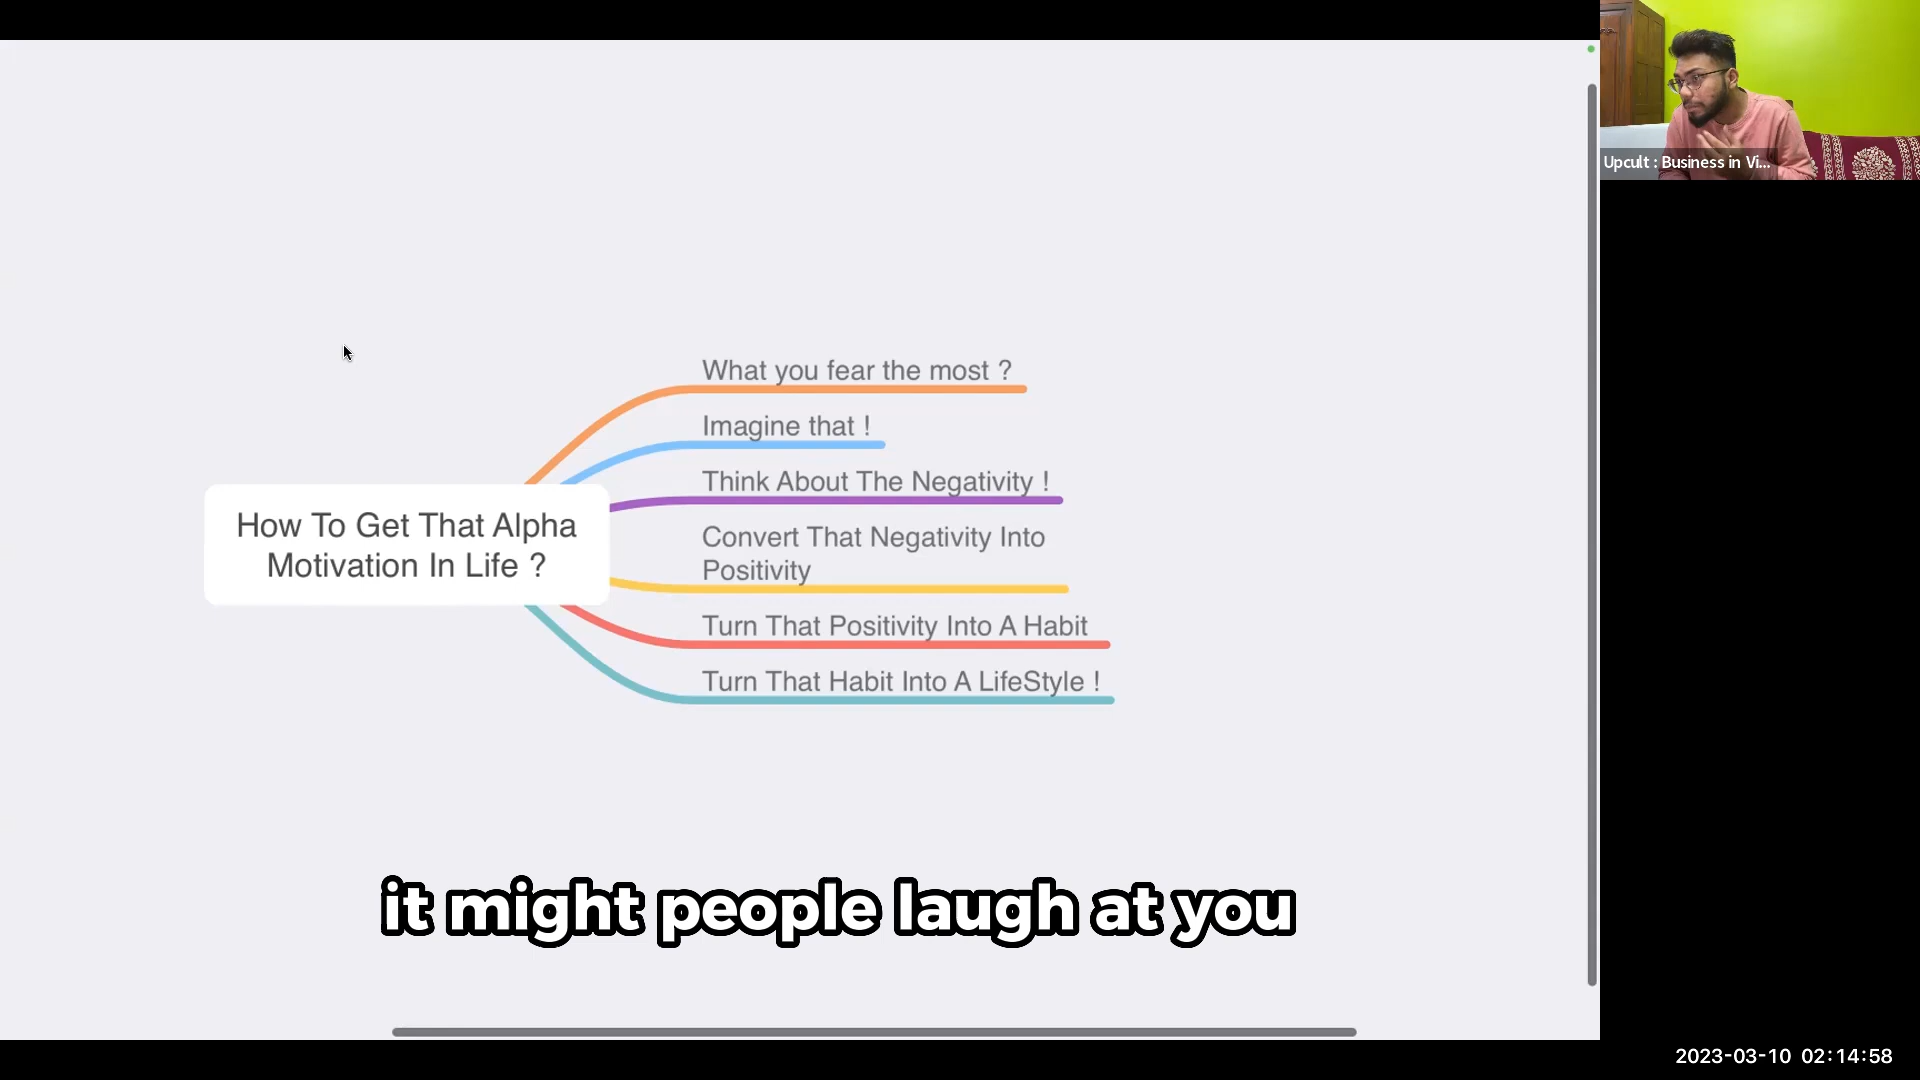 Upcult : Business in Vi...
What you fear the most ?
Imagine that !
Think About The Negativity !
How To Get That Alpha
Motivation In Life ?
Convert That Negativity Into
Positivity
Turn That Positivity Into A Habit
Turn That Habit Into A LifeStyle !
it might people laugh at you
2023-03-10 02:14:58